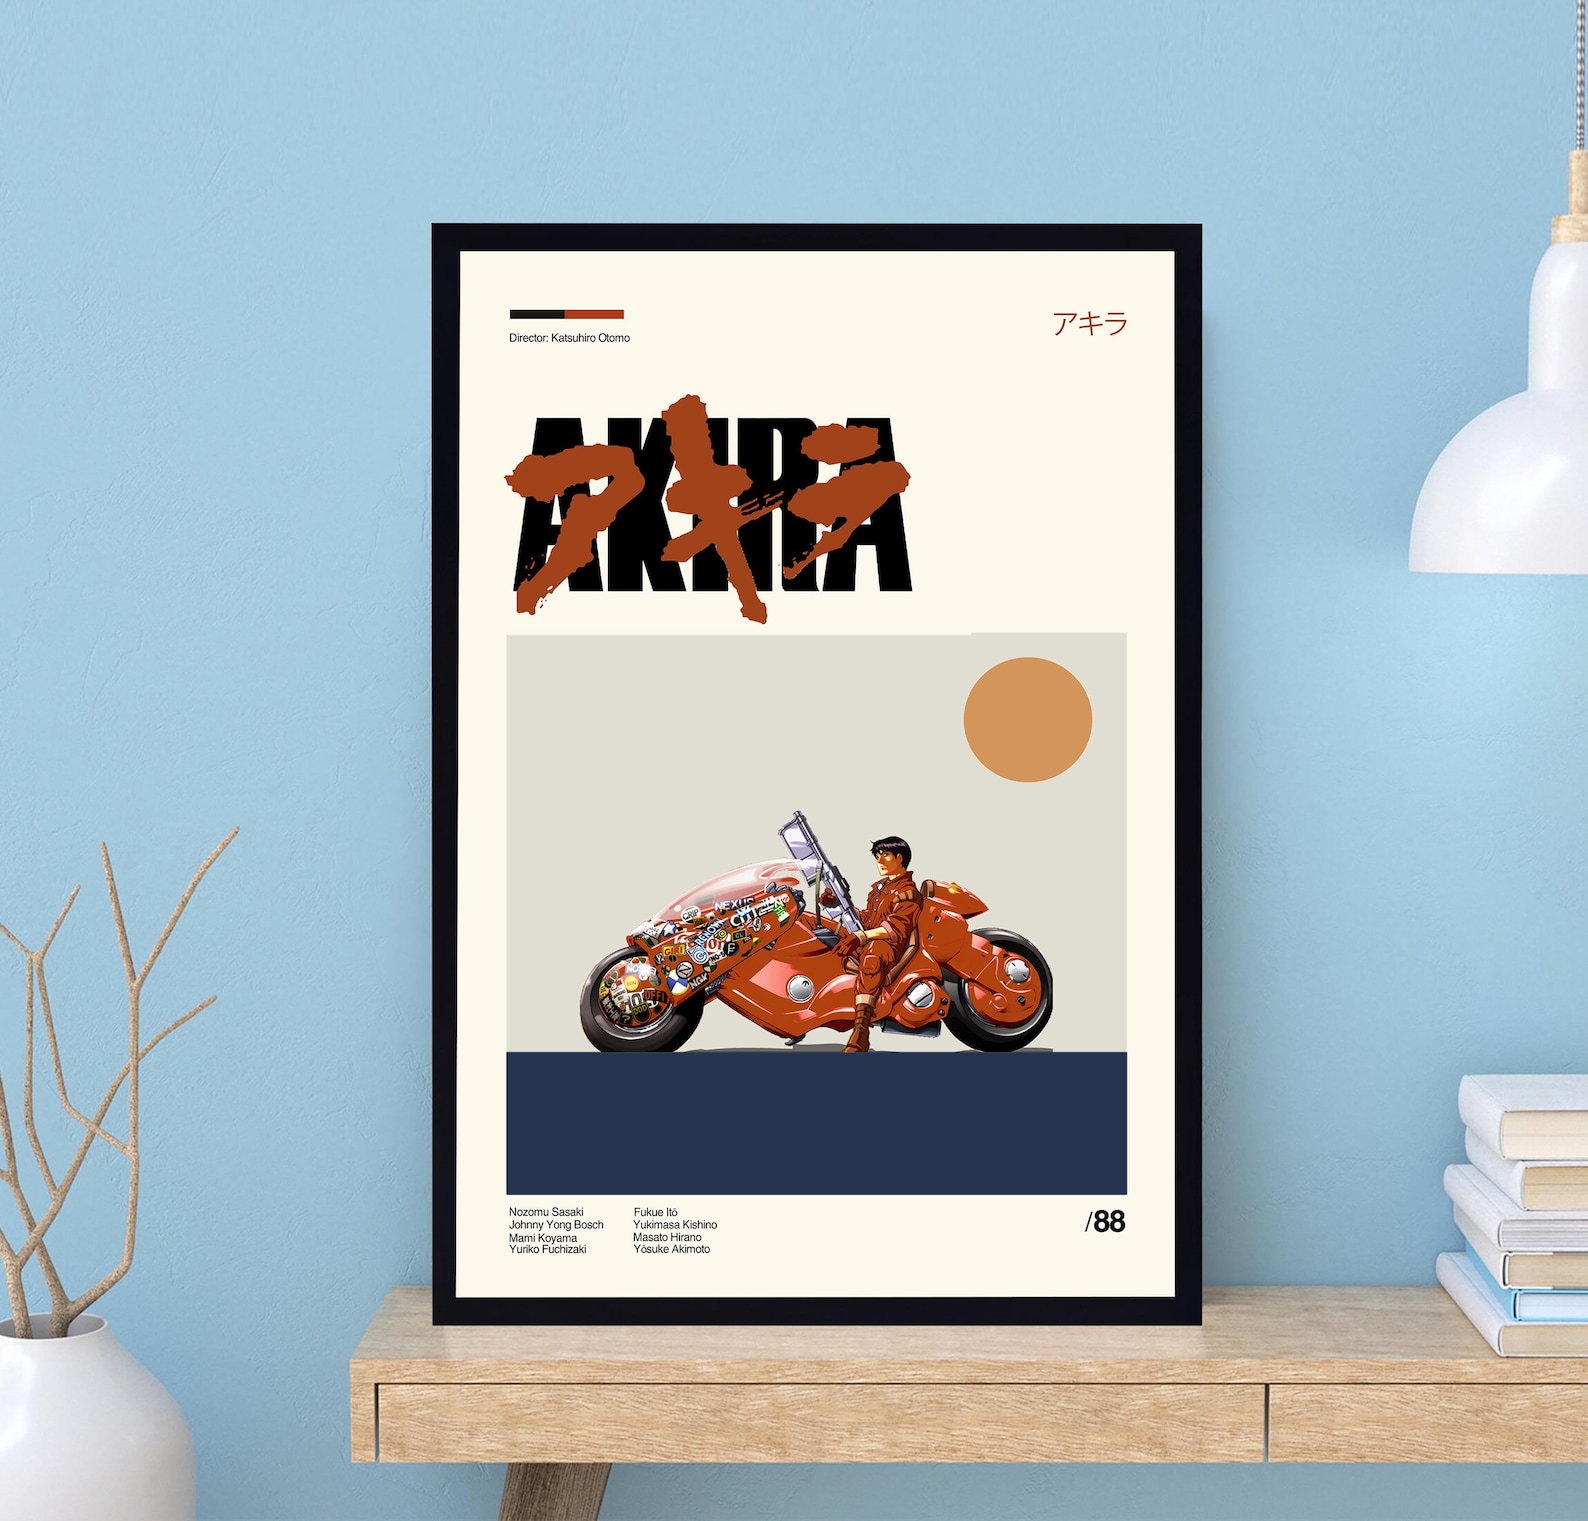 Director: Katsuhiro Otomo
アキラ
AKIRA
アキラ
NEXUS
CITIZEN
Nozomu Sasaki
Johnny Yong Bosch
Mami Koyama
Yuriko Fuchizaki
Fukue Itō
Yukimasa Kishino
Masato Hirano
Yōsuke Akimoto
/88